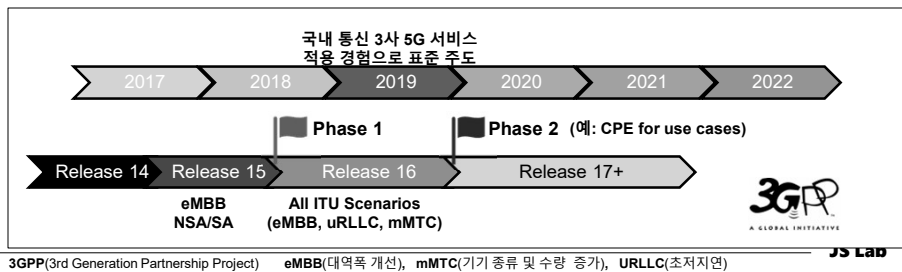 국내 통신 3사 5G 서비스
적용 경험으로 표준 주도
2017 2018 2019 2020 2021 2022
Phase 1 Phase 2 (예: CPE for use cases)
Release 14 Release 15 Release 16 Release 17+
eMBB
NSA/SA
All ITU Scenarios
(eMBB, uRLLC, mMTC)
3GPP
A GLOBAL INITIATIVE
JS Lab
3GPP(3rd Generation Partnership Project) eMBB(대역폭 개선), mMTC(기기 종류 및 수량 증가), URLLC(초저지연)